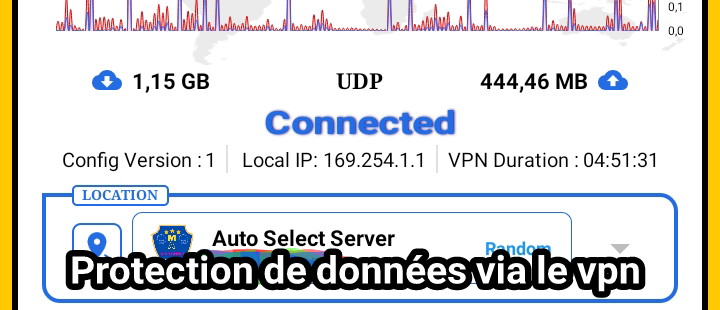 0,1
0,0
1,15 GB UDP 444,46 MB
Connected
Config Version : 1 Local IP: 169.254.1.1 VPN Duration : 04:51:31
LOCATION
Auto Select Server
Random
Protection de données via le vpn